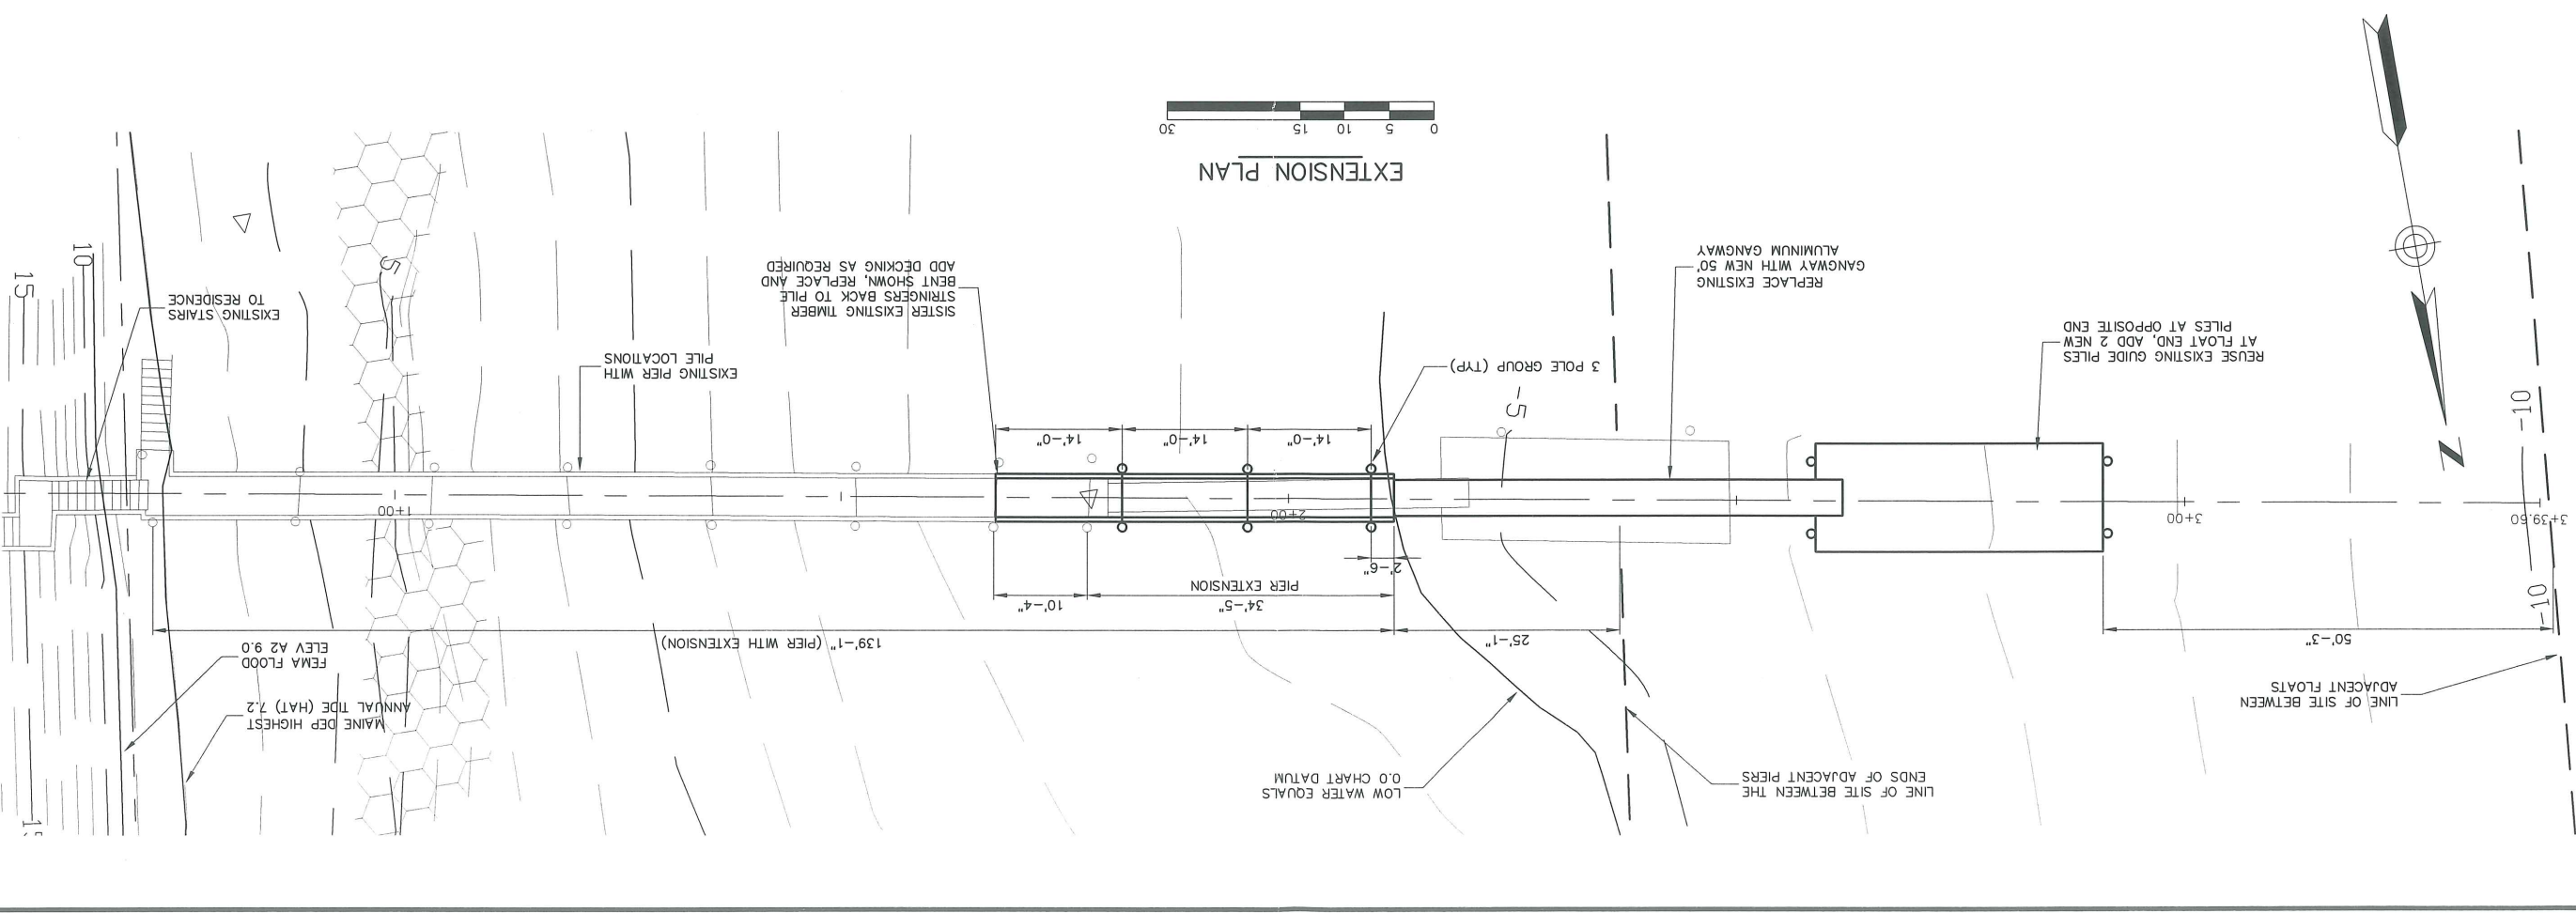 LINE OF SITE BETWEEN
ADJACENT FLOATS
50'-3"
-10
-10
3+39.60
3+00
REUSE EXISTING GUIDE PILES
AT FLOAT END, ADD 2 NEW
PILES AT OPPOSITE END
N
LINE OF SITE BETWEEN THE
ENDS OF ADJACENT PIERS
LOW WATER EQUALS
0.0 CHART DATUM
25'-1"
139'-1" (PIER WITH EXTENSION)
34'-5"
PIER EXTENSION
10'-4"
2'-6"
2+00
-5
14'-0"
14'-0"
14'-0"
3 POLE GROUP (TYP)
REPLACE EXISTING
GANGWAY WITH NEW 50'
ALUMINUM GANGWAY
SISTER EXISTING TIMBER
STRINGERS BACK TO PILE
BENT SHOWN, REPLACE AND
ADD DECKING AS REQUIRED
EXISTING PIER WITH
PILE LOCATIONS
1+00
5
MAINE DEP HIGHEST
ANNUAL TIDE (HAT) 7.2
FEMA FLOOD
ELEV A2 9.0
EXISTING STAIRS
TO RESIDENCE
10
15
EXTENSION PLAN
0 5 10 15 30